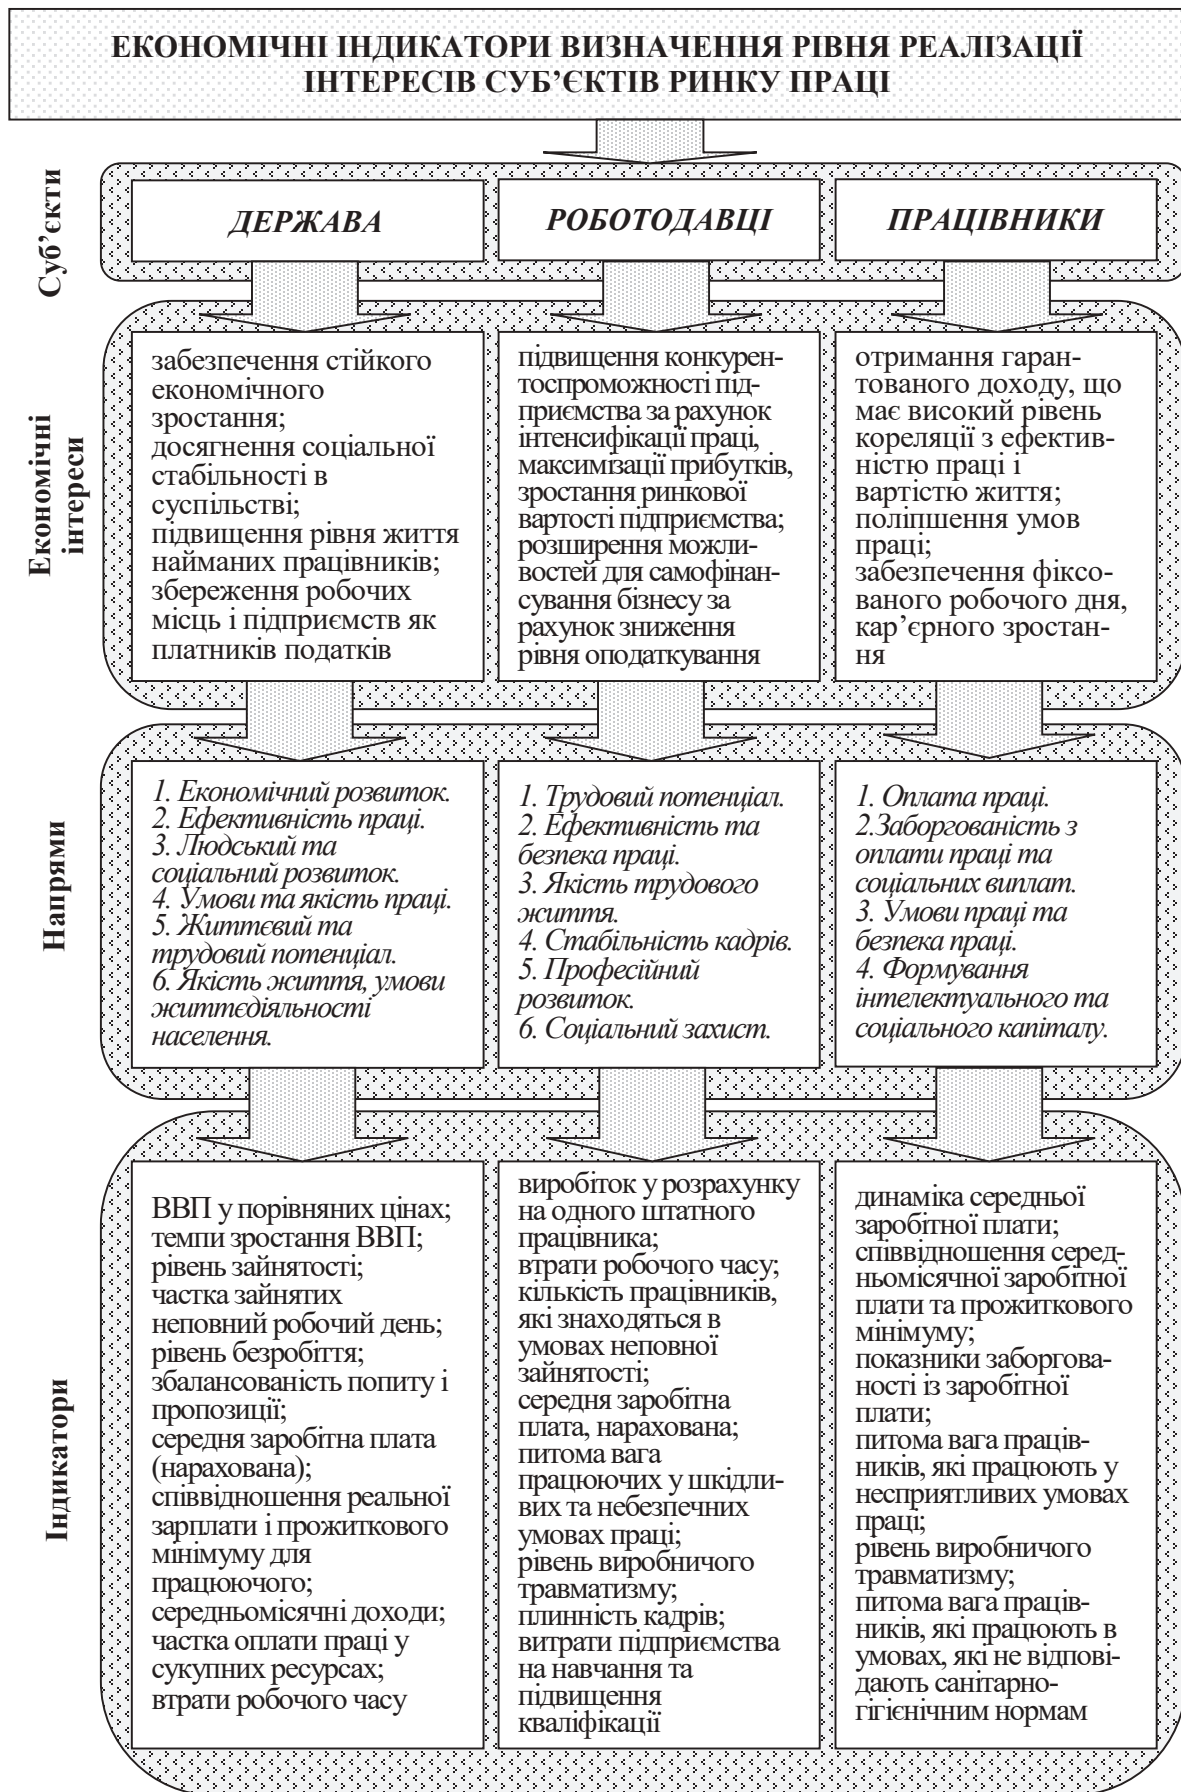 ЕКОНОМІЧНІ ІНДИКАТОРИ ВИЗНАЧЕННЯ РІВНЯ РЕАЛІЗАЦІЇ
ІНТЕРЕСІВ СУБ’ЄКТІВ РИНКУ ПРАЦІ
Суб’єкти
ДЕРЖАВА
РОБОТОДАВЦІ
ПРАЦІВНИКИ
Економічні
інтереси
забезпечення стійкого
економічного
зростання;
досягнення соціальної
стабільності в
суспільстві;
підвищення рівня життя
найманих працівників;
збереження робочих
місць і підприємств як
платників податків
підвищення конкурен-
тоспроможності під-
приємства за рахунок
інтенсифікації праці,
максимізації прибутків,
зростання ринкової
вартості підприємства;
розширення можли-
востей для самофінан-
сування бізнесу за
рахунок зниження
рівня оподаткування
отримання гаран-
тованого доходу, що
має високий рівень
кореляції з ефектив-
ністю праці і
вартістю життя;
поліпшення умов
праці;
забезпечення фіксо-
ваного робочого дня,
кар’єрного зростан-
ня
Напрями
1. Економічний розвиток.
2. Ефективність праці.
3. Людський та
соціальний розвиток.
4. Умови та якість праці.
5. Життєвий та
трудовий потенціал.
6. Якість життя, умови
життєдіяльності
населення.
1. Трудовий потенціал.
2. Ефективність та
безпека праці.
3. Якість трудового
життя.
4. Стабільність кадрів.
5. Професійний
розвиток.
6. Соціальний захист.
1. Оплата праці.
2.Заборгованість з
оплати праці та
соціальних виплат.
3. Умови праці та
безпека праці.
4. Формування
інтелектуального та
соціального капіталу.
Індикатори
ВВП у порівняних цінах;
темпи зростання ВВП;
рівень зайнятості;
частка зайнятих
неповний робочий день;
рівень безробіття;
збалансованість попиту і
пропозиції;
середня заробітна плата
(нарахована);
співвідношення реальної
зарплати і прожиткового
мінімуму для
працюючого;
середньомісячні доходи;
частка оплати праці у
сукупних ресурсах;
втрати робочого часу
виробіток у розрахунку
на одного штатного
працівника;
втрати робочого часу;
кількість працівників,
які знаходяться в
умовах неповної
зайнятості;
середня заробітна
плата, нарахована;
питома вага
працюючих у шкідли-
вих та небезпечних
умовах праці;
рівень виробничого
травматизму;
плинність кадрів;
витрати підприємства
на навчання та
підвищення
кваліфікації
динаміка середньої
заробітної плати;
співвідношення серед-
ньомісячної заробітної
плати та прожиткового
мінімуму;
показники заборгова-
ності із заробітної
плати;
питома вага праців-
ників, які працюють у
несприятливих умовах
праці;
рівень виробничого
травматизму;
питома вага праців-
ників, які працюють в
умовах, які не відпові-
дають санітарно-
гігієнічним нормам